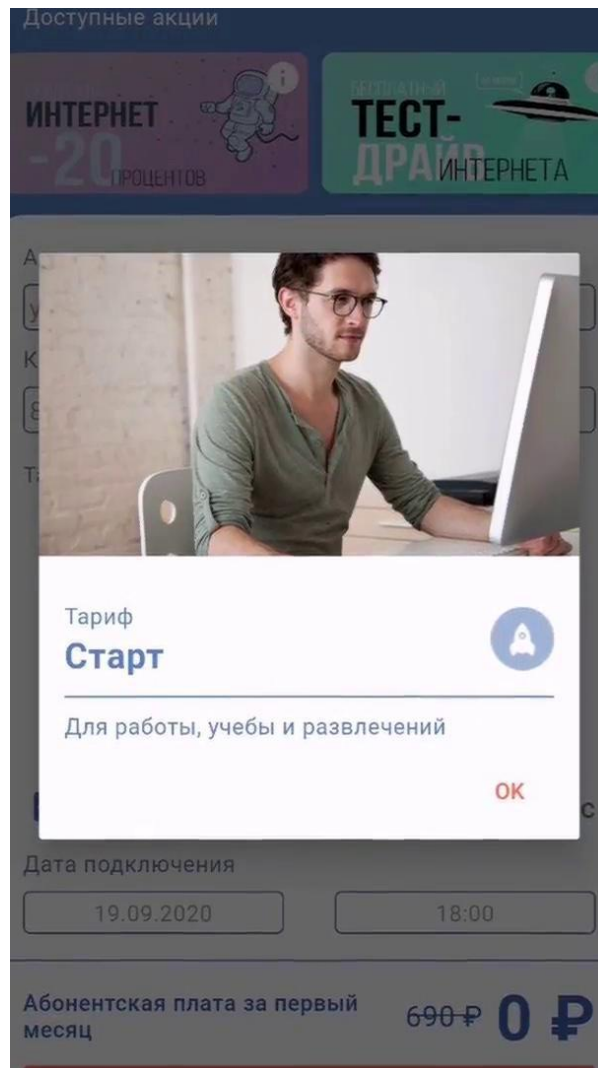 Доступные акции
ИНТЕРНЕТ
-20
ПРОЦЕНТОВ
БЕСПЛАТНЫЙ
ТЕСТ-
ДРАЙВ
ИНТЕРНЕТА
Тариф
Старт
Для работы, учебы и развлечений
OK
Дата подключения
19.09.2020
18:00
Абонентская плата за первый
месяц
690 ₽
0 ₽